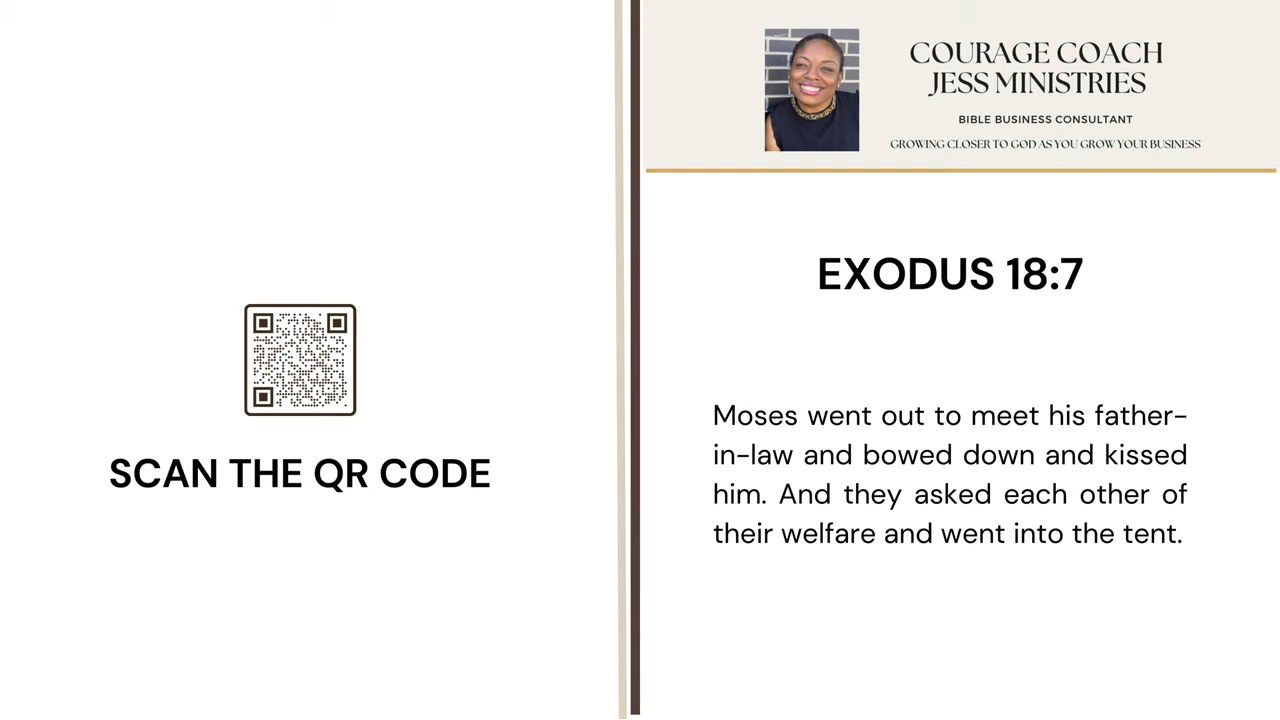 SCAN THE QR CODE
COURAGE COACH
JESS MINISTRIES
BIBLE BUSINESS CONSULTANT
GROWING CLOSER TO GOD AS YOU GROW YOUR BUSINESS
EXODUS 18:7
Moses went out to meet his father-
in-law and bowed down and kissed
him. And they asked each other of
their welfare and went into the tent.